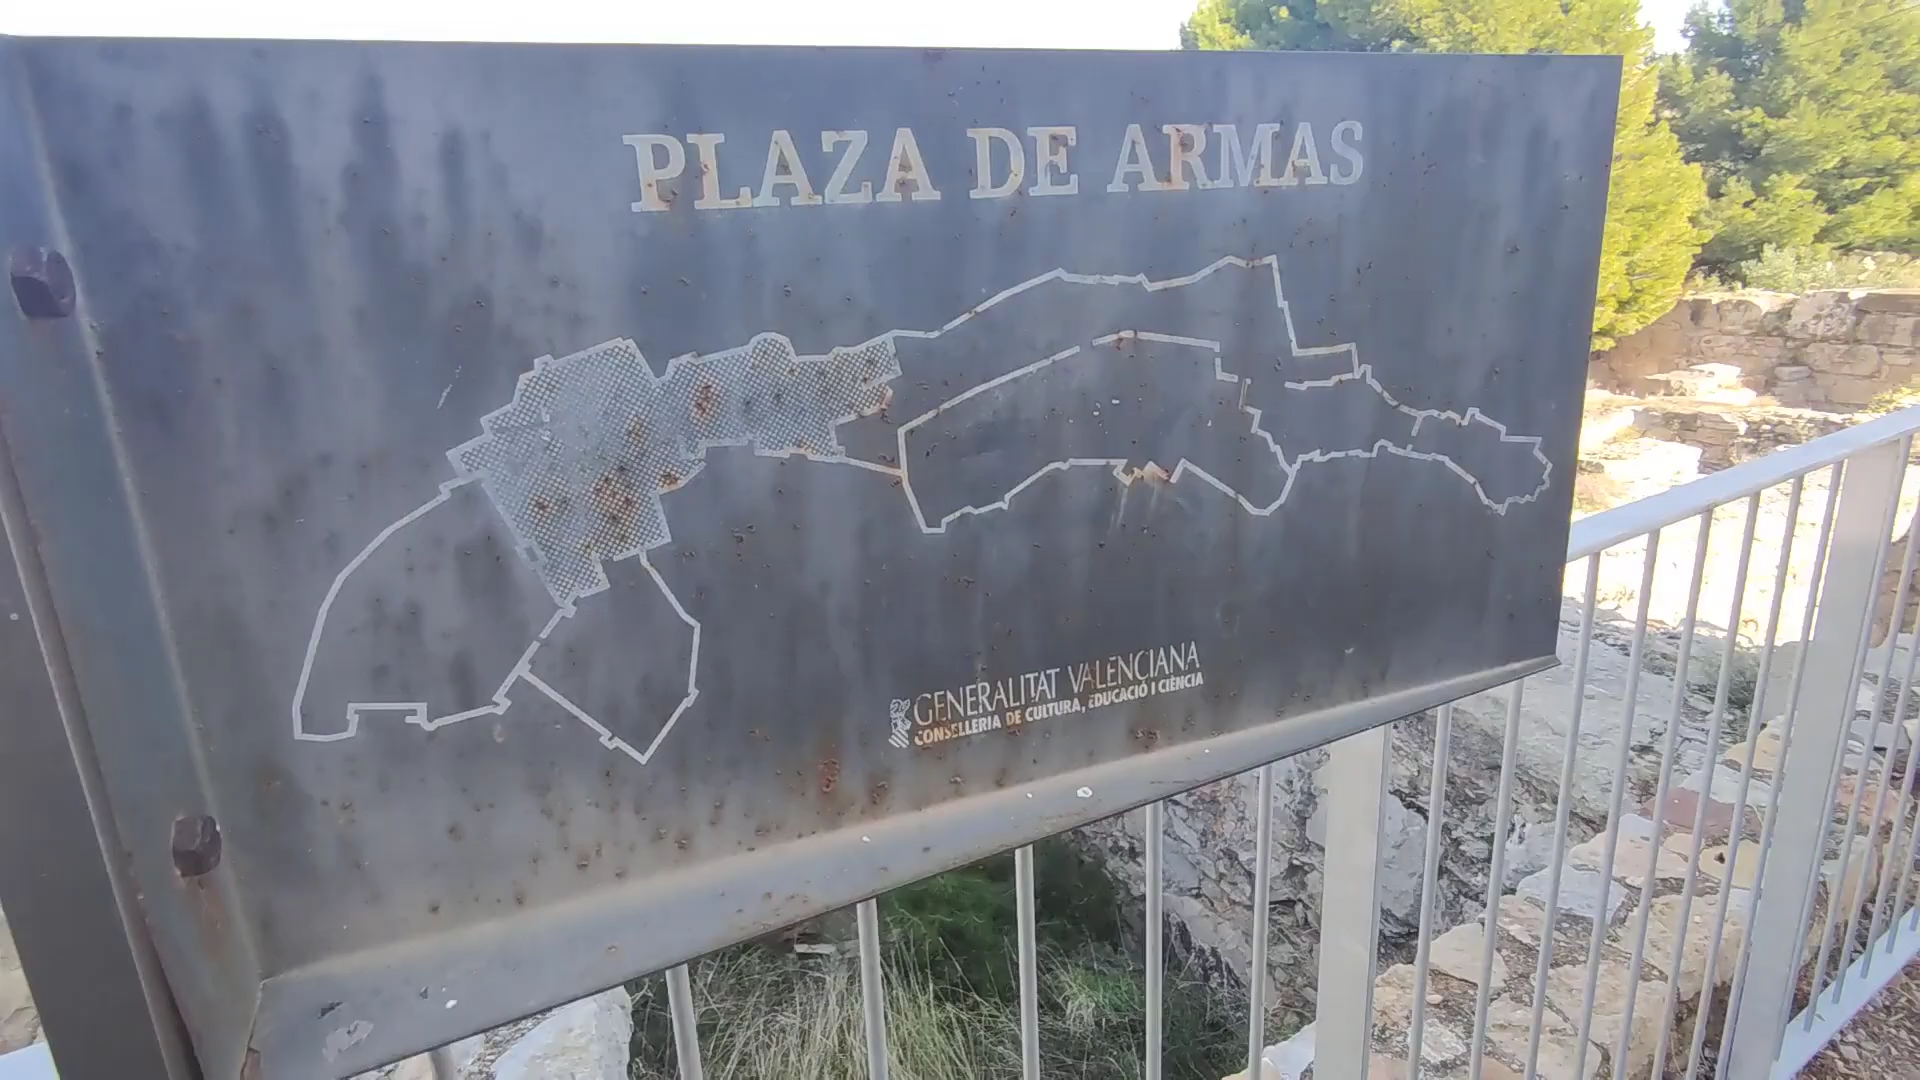 PLAZA DE ARMAS
GENERALITAT VALENCIANA
CONSELLERIA DE CULTURA, EDUCACIÓ I CIÈNCIA